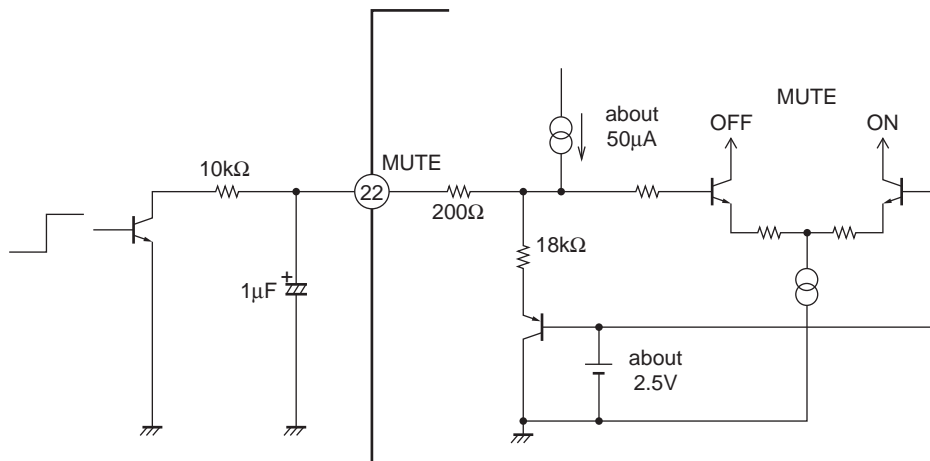 about
50μA
MUTE
OFF
ON
10kΩ
MUTE
22
200Ω
18kΩ
+
1μF
about
2.5V